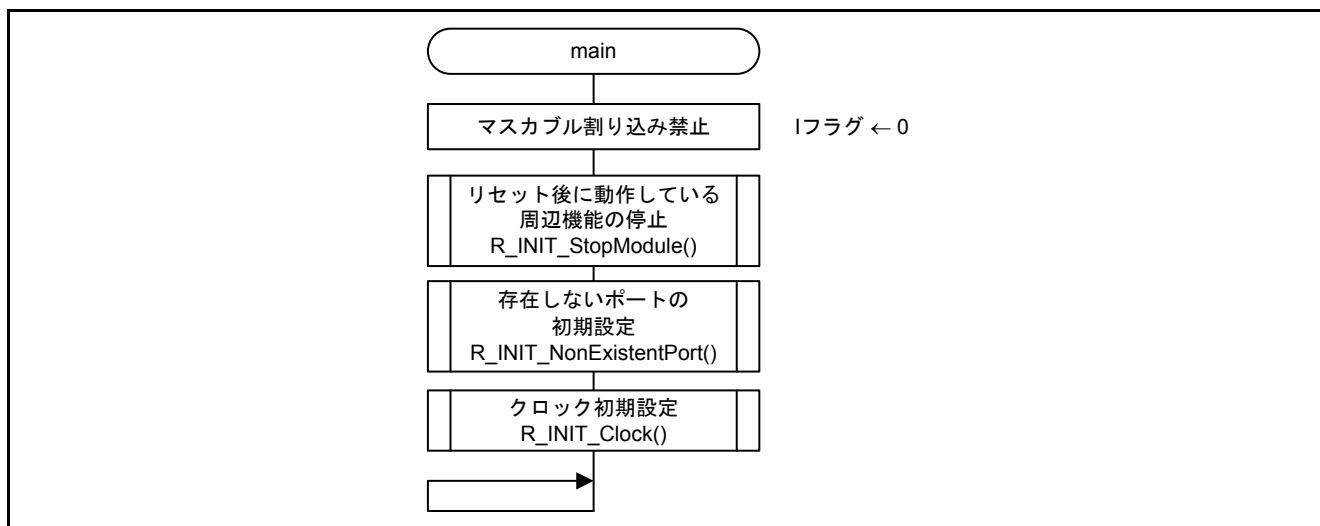 main
マスカブル割り込み禁止 Iフラグ ← 0
リセット後に動作している
周辺機能の停止
R_INIT_StopModule()
存在しないポートの
初期設定
R_INIT_NonExistentPort()
クロック初期設定
R_INIT_Clock()